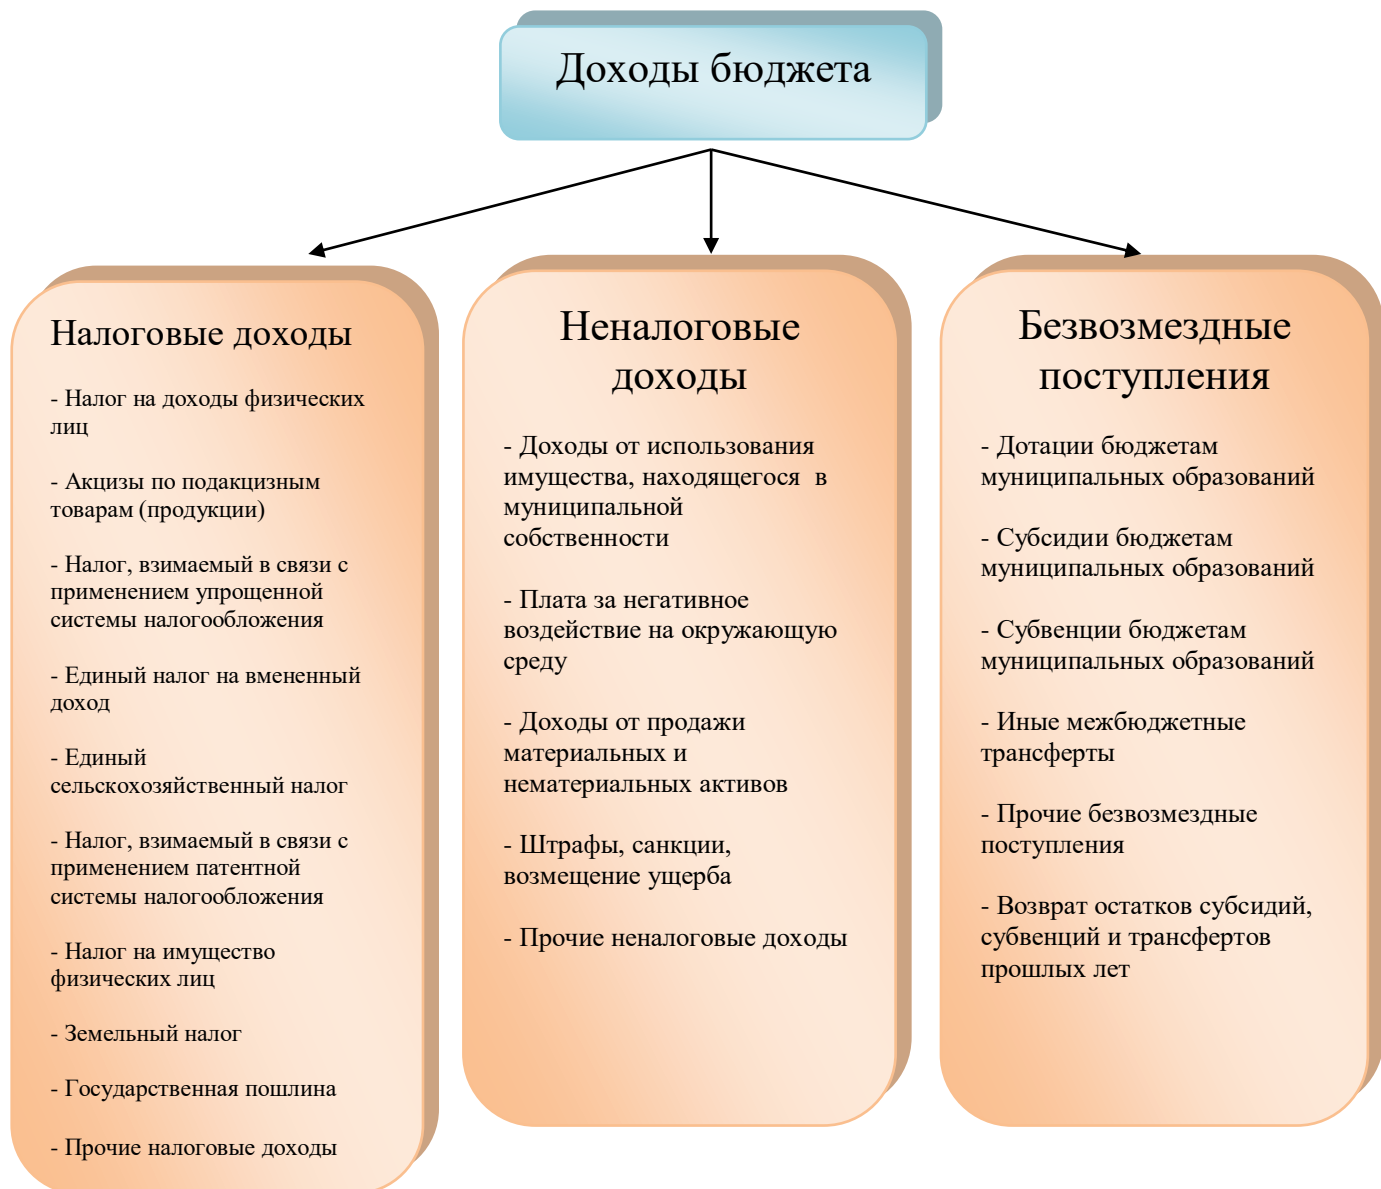 Доходы бюджета
Налоговые доходы
- Налог на доходы физических
лиц
- Акцизы по подакцизным
товарам (продукции)
- Налог, взимаемый в связи с
применением упрощенной
системы налогообложения
- Единый налог на вмененный
доход
- Единый
сельскохозяйственный налог
- Налог, взимаемый в связи с
применением патентной
системы налогообложения
- Налог на имущество
физических лиц
- Земельный налог
- Государственная пошлина
- Прочие налоговые доходы
Неналоговые
доходы
- Доходы от использования
имущества, находящегося в
муниципальной
собственности
- Плата за негативное
воздействие на окружающую
среду
- Доходы от продажи
материальных и
нематериальных активов
- Штрафы, санкции,
возмещение ущерба
- Прочие неналоговые доходы
Безвозмездные
поступления
- Дотации бюджетам
муниципальных образований
- Субсидии бюджетам
муниципальных образований
- Субвенции бюджетам
муниципальных образований
- Иные межбюджетные
трансферты
- Прочие безвозмездные
поступления
- Возврат остатков субсидий,
субвенций и трансфертов
прошлых лет